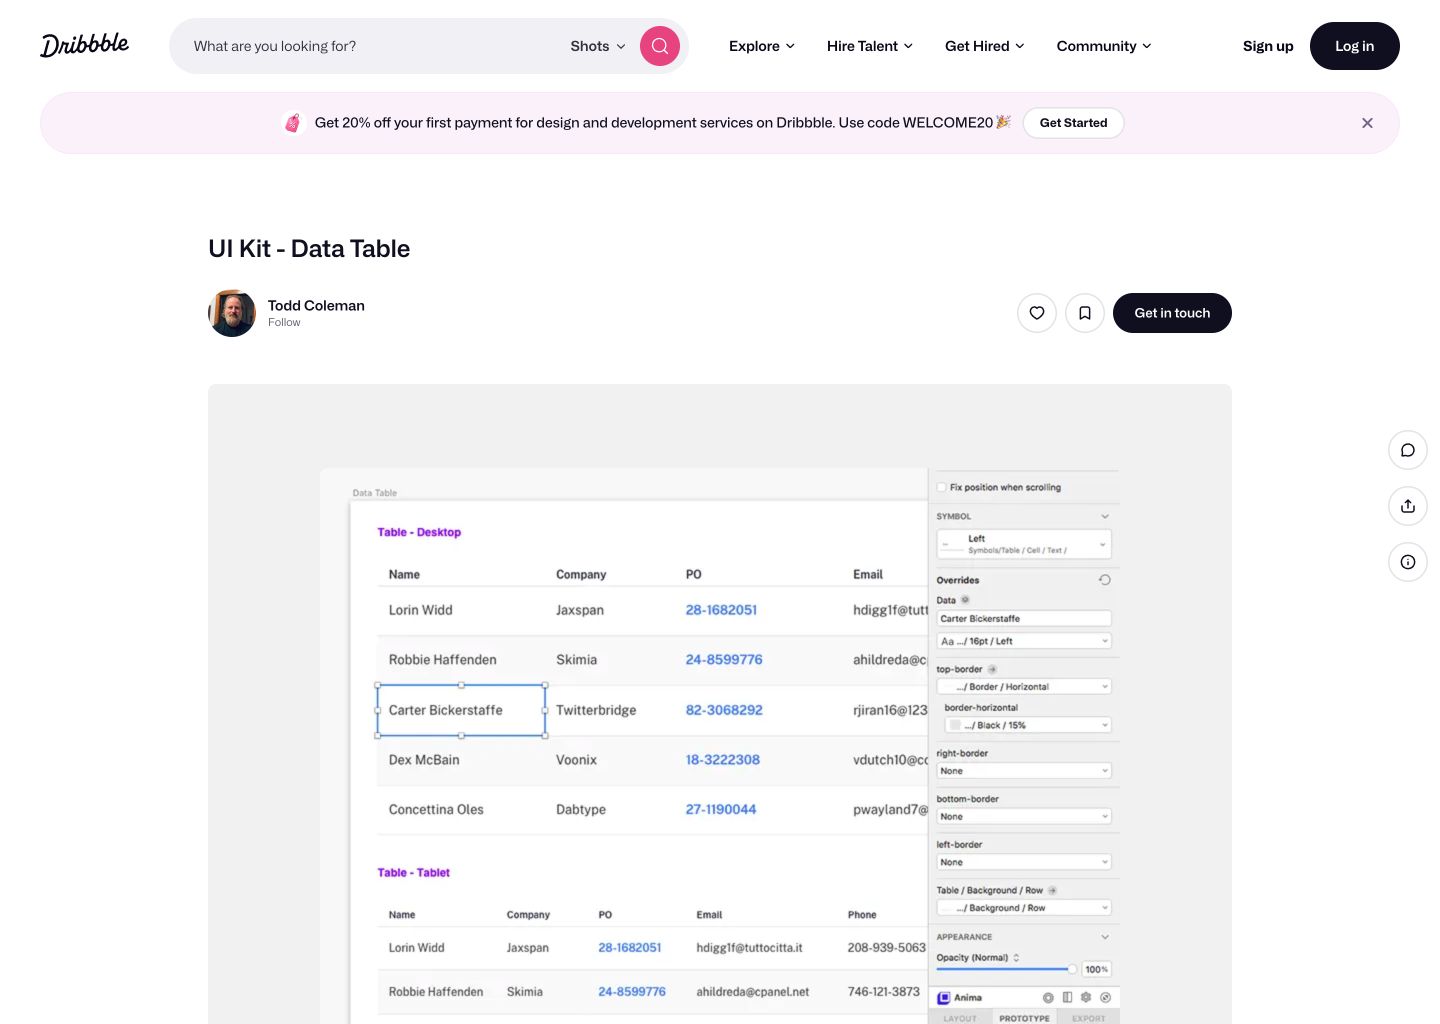 Dribbble
What are you looking for?
Shots
Explore
Hire Talent
Get Hired
Community
Sign up
Log in
Get 20% off your first payment for design and development services on Dribbble. Use code WELCOME20
Get Started
UI Kit - Data Table
Todd Coleman
Follow
Get in touch
Data Table
Table - Desktop
Name Company PO Email
Lorin Widd Jaxspan 28-1682051 hdigg1f@tutt
Robbie Haffenden Skimia 24-8599776 ahildreda@c
Carter Bickerstaffe Twitterbridge 82-3068292 rjiran16@123
Dex McBain Voonix 18-3222308 vdutch10@cc
Concettina Oles Dabtype 27-1190044 pwayland7@
Table - Tablet
Name Company PO Email Phone
Lorin Widd Jaxspan 28-1682051 hdigg1f@tuttocitta.it 208-939-5063
Robbie Haffenden Skimia 24-8599776 ahildreda@cpanel.net 746-121-3873
Fix position when scrolling
SYMBOL
Left
Symbols/Table / Cell / Text /
Overrides
Data
Carter Bickerstaffe
Aa .../ 16pt / Left
top-border
.../ Border / Horizontal
border-horizontal
.../ Black / 15%
right-border
None
bottom-border
None
left-border
None
Table / Background / Row
.../ Background / Row
APPEARANCE
Opacity (Normal)
100%
Anima
LAYOUT PROTOTYPE EXPORT